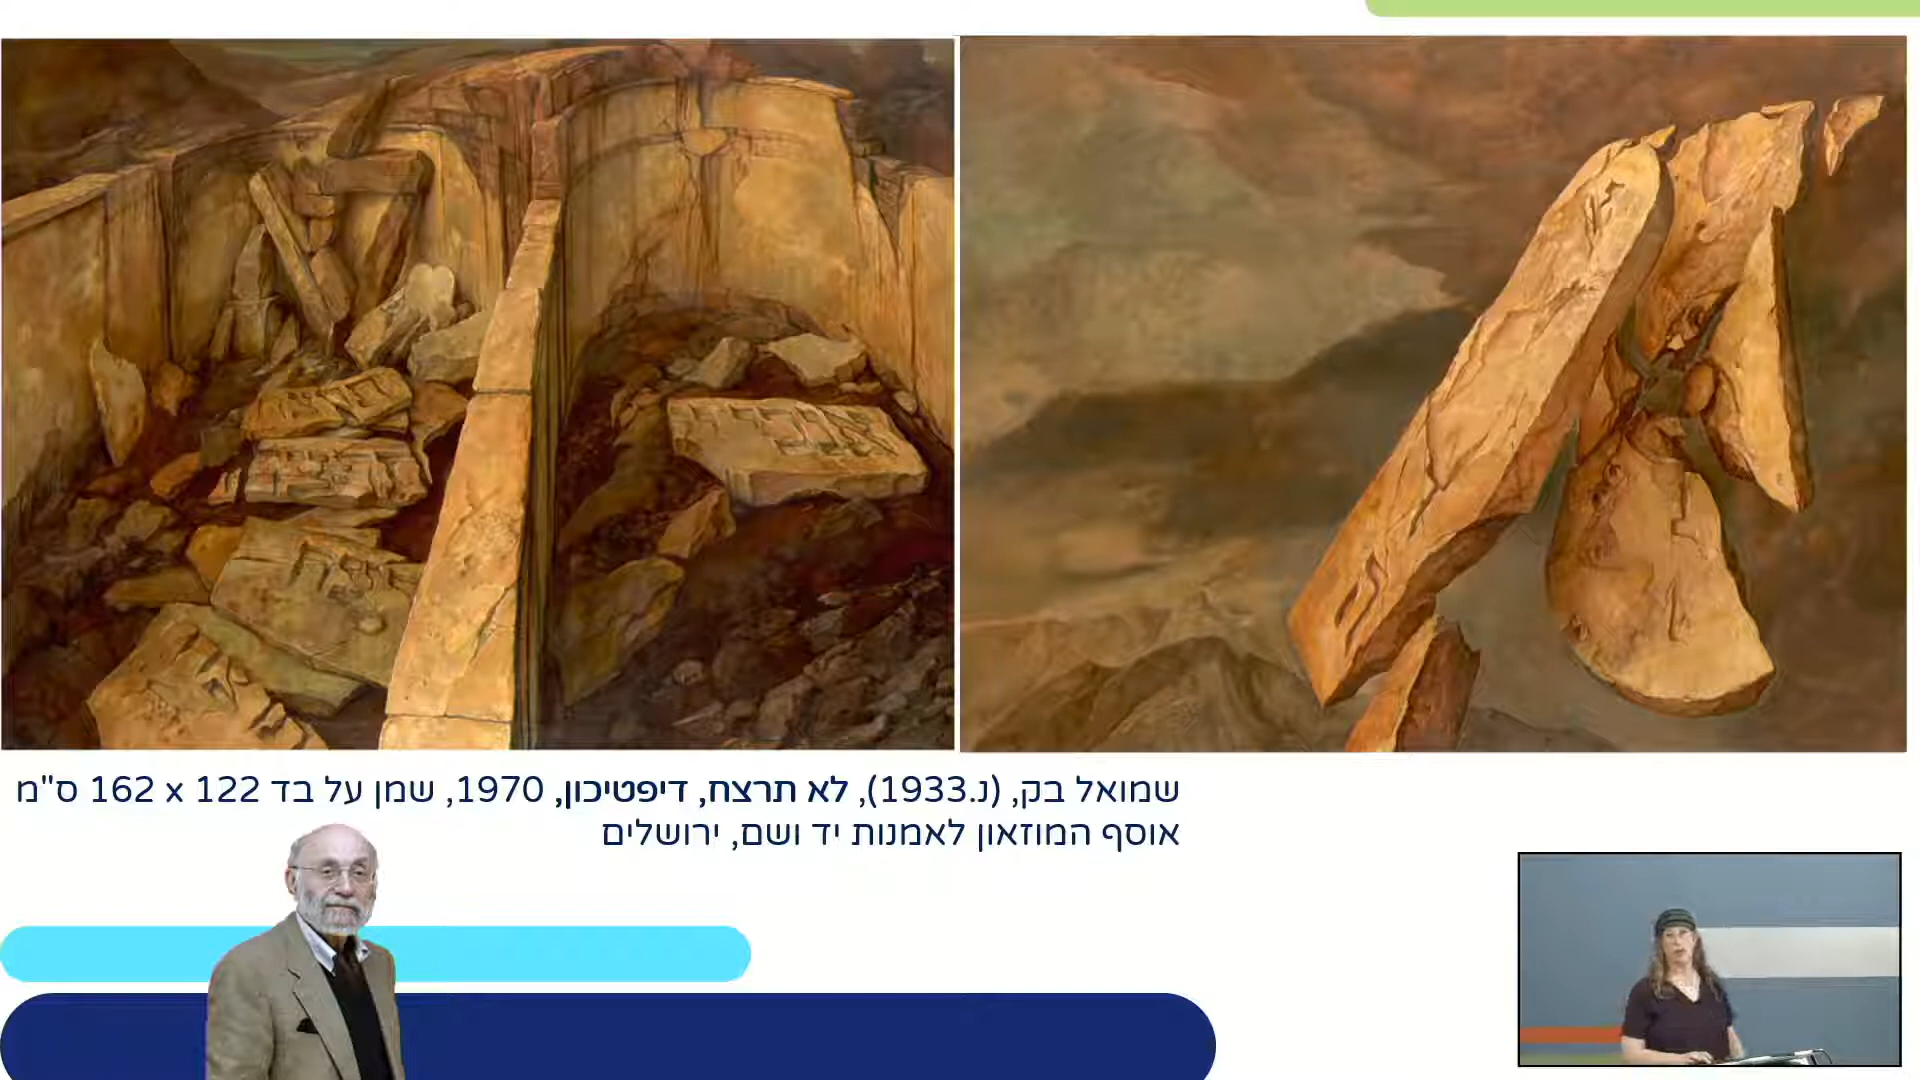 שמואל בק, (נ.1933), לא תרצח, דיפטיכון, 1970, שמן על בד 122 x 162 ס"מ
אוסף המוזאון לאמנות יד ושם, ירושלים